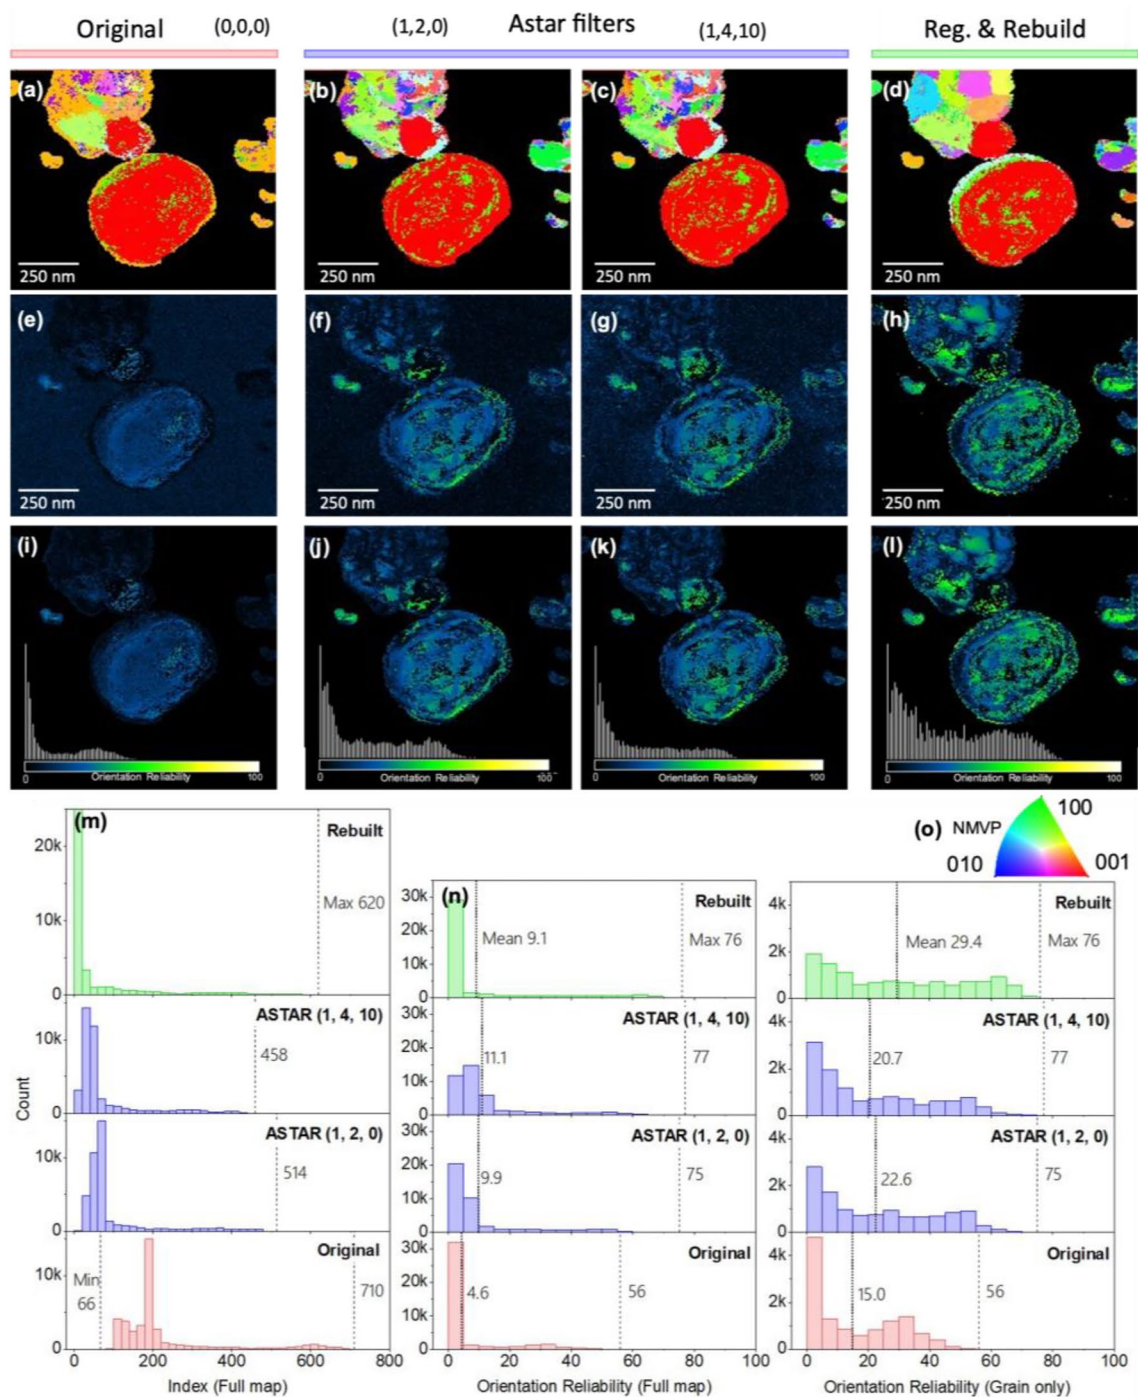 Original (0,0,0) (1,2,0) Astar filters (1,4,10) Reg. & Rebuild
(a) (b) (c) (d)
250 nm 250 nm 250 nm 250 nm
(e) (f) (g) (h)
250 nm 250 nm 250 nm 250 nm
(i) (j) (k) (l)
0 100 0 100 0 100 0 100
Orientation Reliability Orientation Reliability Orientation Reliability Orientation Reliability
(m)
Rebuilt
20k
Max 620
10k
0
ASTAR (1, 4, 10)
10k
458
0
ASTAR (1, 2, 0)
10k
514
0
Original
10k
Min
66
710
0
0 200 400 600 800
Index (Full map)
Count
(n)
Rebuilt
30k
20k
Mean 9.1
Max 76
10k
0
ASTAR (1, 4, 10)
30k
20k
11.1
77
10k
0
ASTAR (1, 2, 0)
30k
20k
9.9
75
10k
0
Original
30k
20k
4.6
56
10k
0
0 20 40 60 80 100
Orientation Reliability (Full map)
(o) NMVP
100
010
001
Rebuilt
4k
Mean 29.4
Max 76
2k
0
ASTAR (1, 4, 10)
4k
20.7
77
2k
0
ASTAR (1, 2, 0)
4k
22.6
75
2k
0
Original
4k
15.0
56
2k
0
0 20 40 60 80 100
Orientation Reliability (Grain only)